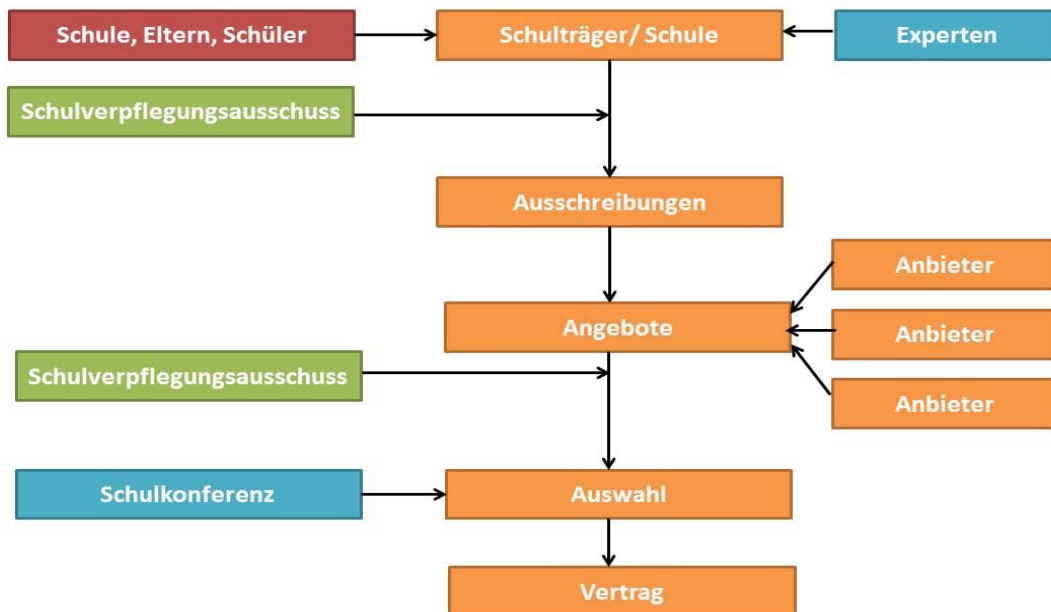 Schule, Eltern, Schüler
Schulträger/ Schule
Experten
Schulverpflegungsausschuss
Ausschreibungen
Anbieter
Angebote
Anbieter
Schulverpflegungsausschuss
Anbieter
Schulkonferenz
Auswahl
Vertrag